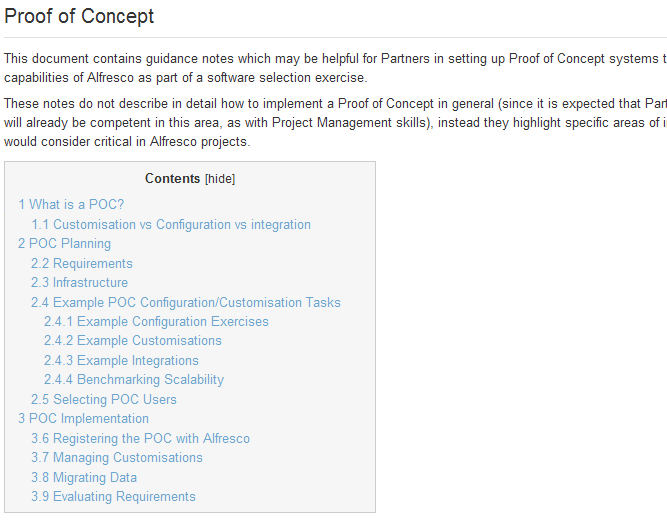 Proof of Concept
This document contains guidance notes which may be helpful for Partners in setting up Proof of Concept systems
capabilities of Alfresco as part of a software selection exercise.
These notes do not describe in detail how to implement a Proof of Concept in general (since it is expected that
will already be competent in this area, as with Project Management skills), instead they highlight specific areas of
would consider critical in Alfresco projects.
Contents [hide]
1 What is a POC?
1.1 Customisation vs Configuration vs integration
2 POC Planning
2.2 Requirements
2.3 Infrastructure
2.4 Example POC Configuration/Customisation Tasks
2.4.1 Example Configuration Exercises
2.4.2 Example Customisations
2.4.3 Example Integrations
2.4.4 Benchmarking Scalability
2.5 Selecting POC Users
3 POC Implementation
3.6 Registering the POC with Alfresco
3.7 Managing Customisations
3.8 Migrating Data
3.9 Evaluating Requirements